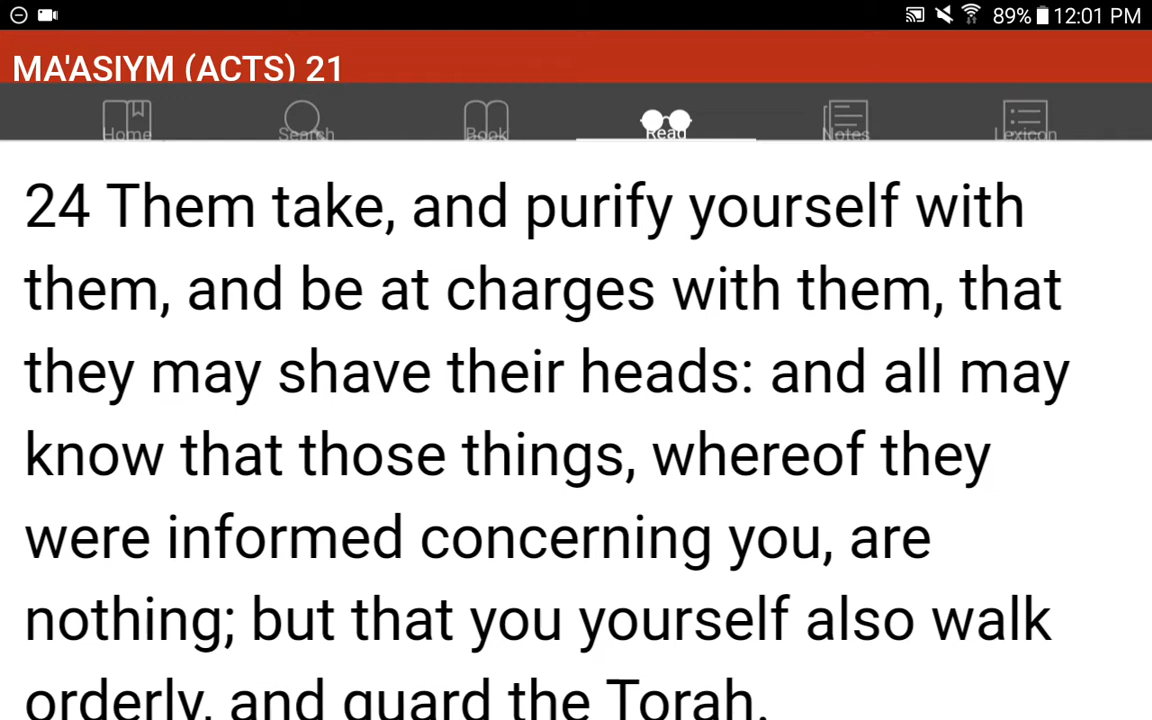 89% 12:01 PM
MA'ASIYM (ACTS) 21
Home Search Book Read Notes Lexicon
24 Them take, and purify yourself with
them, and be at charges with them, that
they may shave their heads: and all may
know that those things, whereof they
were informed concerning you, are
nothing; but that you yourself also walk
orderly, and guard the Torah.